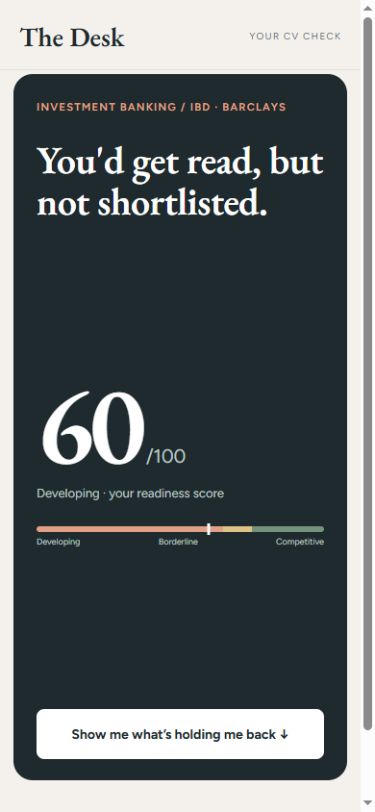 The Desk
YOUR CV CHECK
INVESTMENT BANKING / IBD · BARCLAYS
You'd get read, but
not shortlisted.
60/100
Developing · your readiness score
Developing Borderline Competitive
Show me what's holding me back ↓